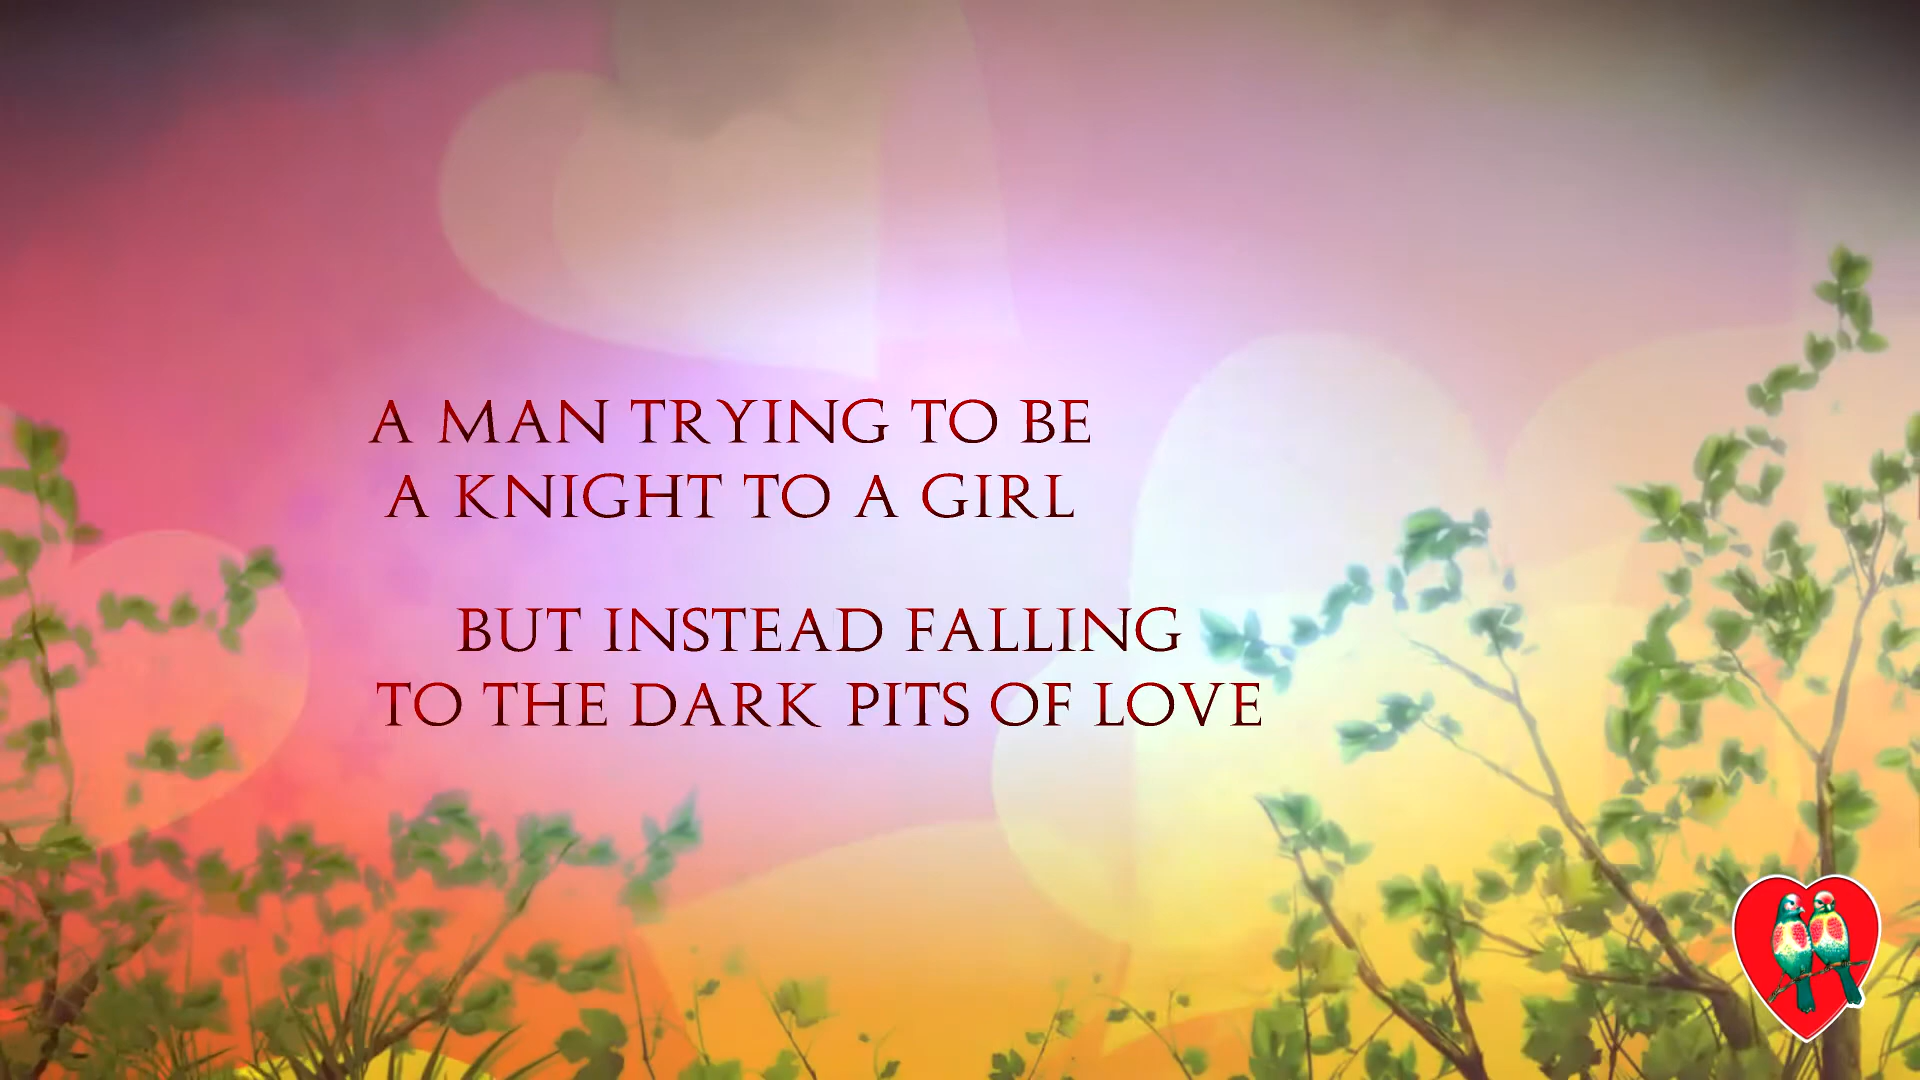 A MAN TRYING TO BE
A KNIGHT TO A GIRL
BUT INSTEAD FALLING
TO THE DARK PITS OF LOVE